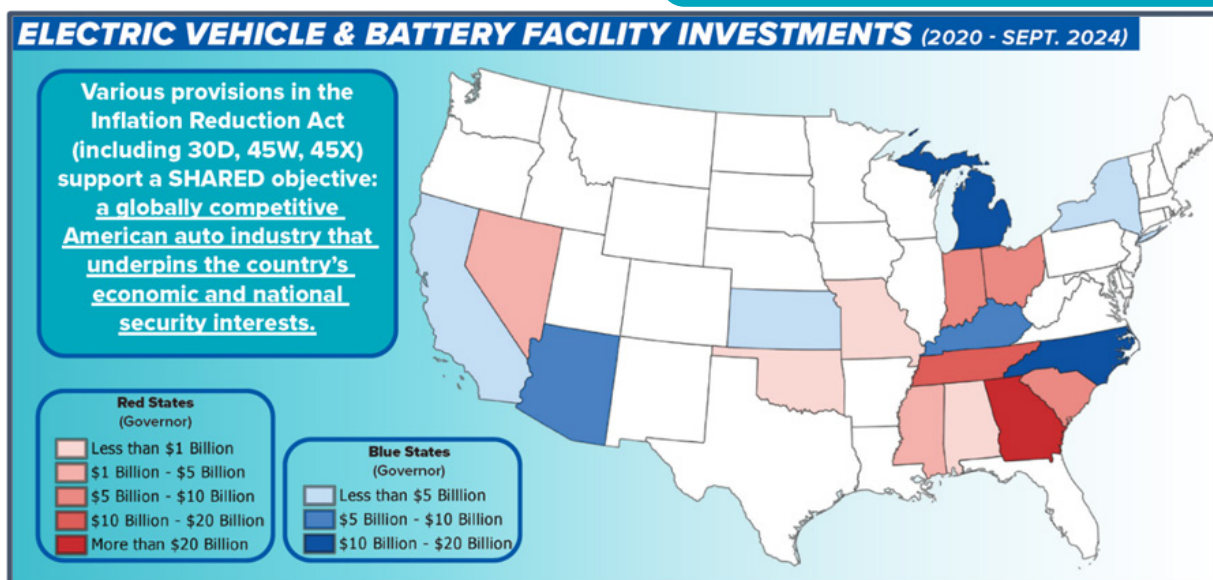 ELECTRIC VEHICLE & BATTERY FACILITY INVESTMENTS (2020 - SEPT. 2024)
Various provisions in the
Inflation Reduction Act
(including 30D, 45W, 45X)
support a SHARED objective:
a globally competitive
American auto industry that
underpins the country's
economic and national
security interests.
Red States
(Governor)
Less than $1 Billion
$1 Billion - $5 Billion
$5 Billion - $10 Billion
$10 Billion - $20 Billion
More than $20 Billion
Blue States
(Governor)
Less than $5 Billlion
$5 Billion - $10 Billion
$10 Billion - $20 Billion